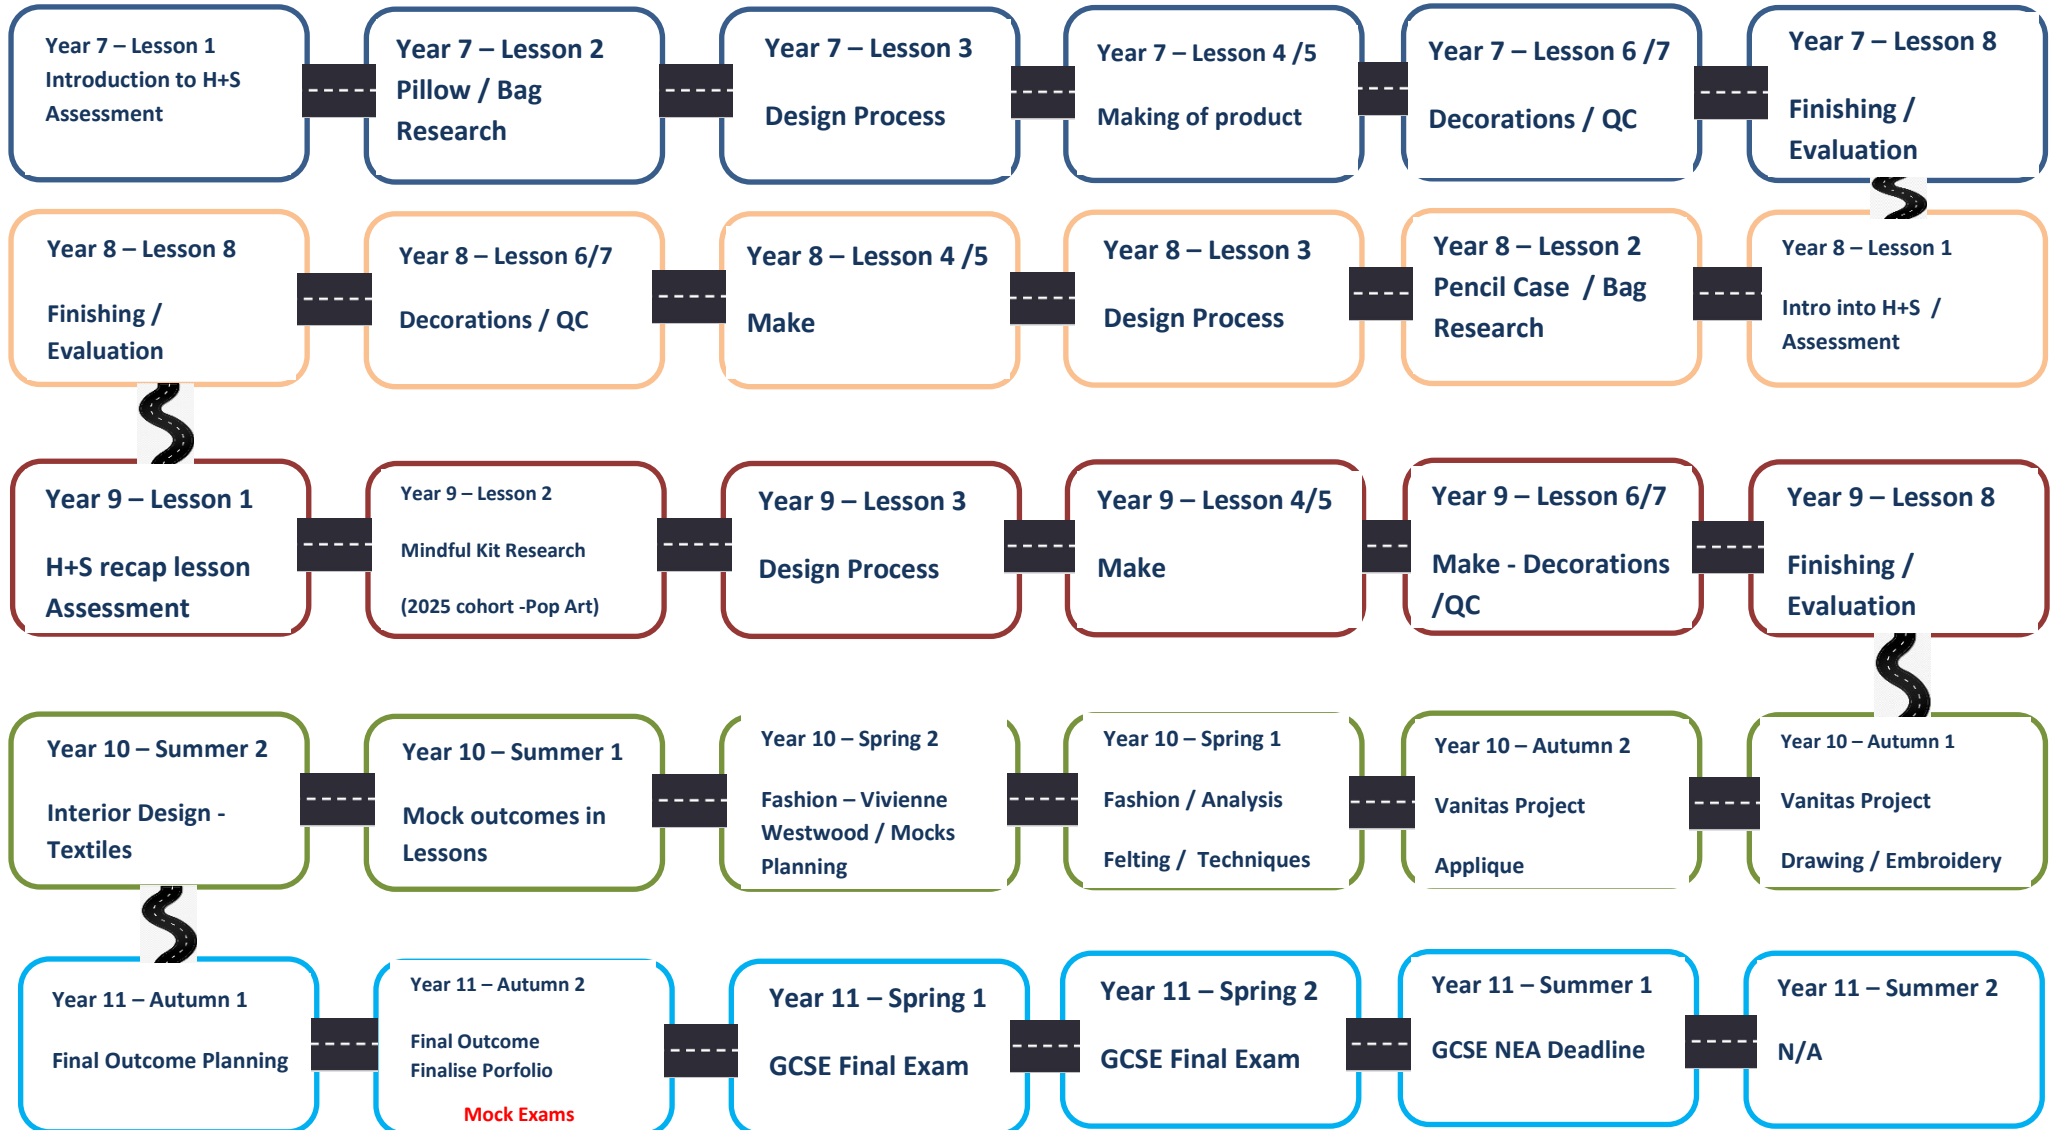 Year 7 – Lesson 1
Introduction to H+S
Assessment
Year 7 – Lesson 2
Pillow / Bag
Research
Year 7 – Lesson 3
Design Process
Year 7 – Lesson 4 /5
Making of product
Year 7 – Lesson 6 /7
Decorations / QC
Year 7 – Lesson 8
Finishing /
Evaluation
Year 8 – Lesson 8
Finishing /
Evaluation
Year 8 – Lesson 6/7
Decorations / QC
Year 8 – Lesson 4 /5
Make
Year 8 – Lesson 3
Design Process
Year 8 – Lesson 2
Pencil Case / Bag
Research
Year 8 – Lesson 1
Intro into H+S /
Assessment
Year 9 – Lesson 1
H+S recap lesson
Assessment
Year 9 – Lesson 2
Mindful Kit Research
(2025 cohort -Pop Art)
Year 9 – Lesson 3
Design Process
Year 9 – Lesson 4/5
Make
Year 9 – Lesson 6/7
Make - Decorations
/QC
Year 9 – Lesson 8
Finishing /
Evaluation
Year 10 – Summer 2
Interior Design -
Textiles
Year 10 – Summer 1
Mock outcomes in
Lessons
Year 10 – Spring 2
Fashion – Vivienne
Westwood / Mocks
Planning
Year 10 – Spring 1
Fashion / Analysis
Felting / Techniques
Year 10 – Autumn 2
Vanitas Project
Applique
Year 10 – Autumn 1
Vanitas Project
Drawing / Embroidery
Year 11 – Autumn 1
Final Outcome Planning
Year 11 – Autumn 2
Final Outcome
Finalise Porfolio
Mock Exams
Year 11 – Spring 1
GCSE Final Exam
Year 11 – Spring 2
GCSE Final Exam
Year 11 – Summer 1
GCSE NEA Deadline
Year 11 – Summer 2
N/A